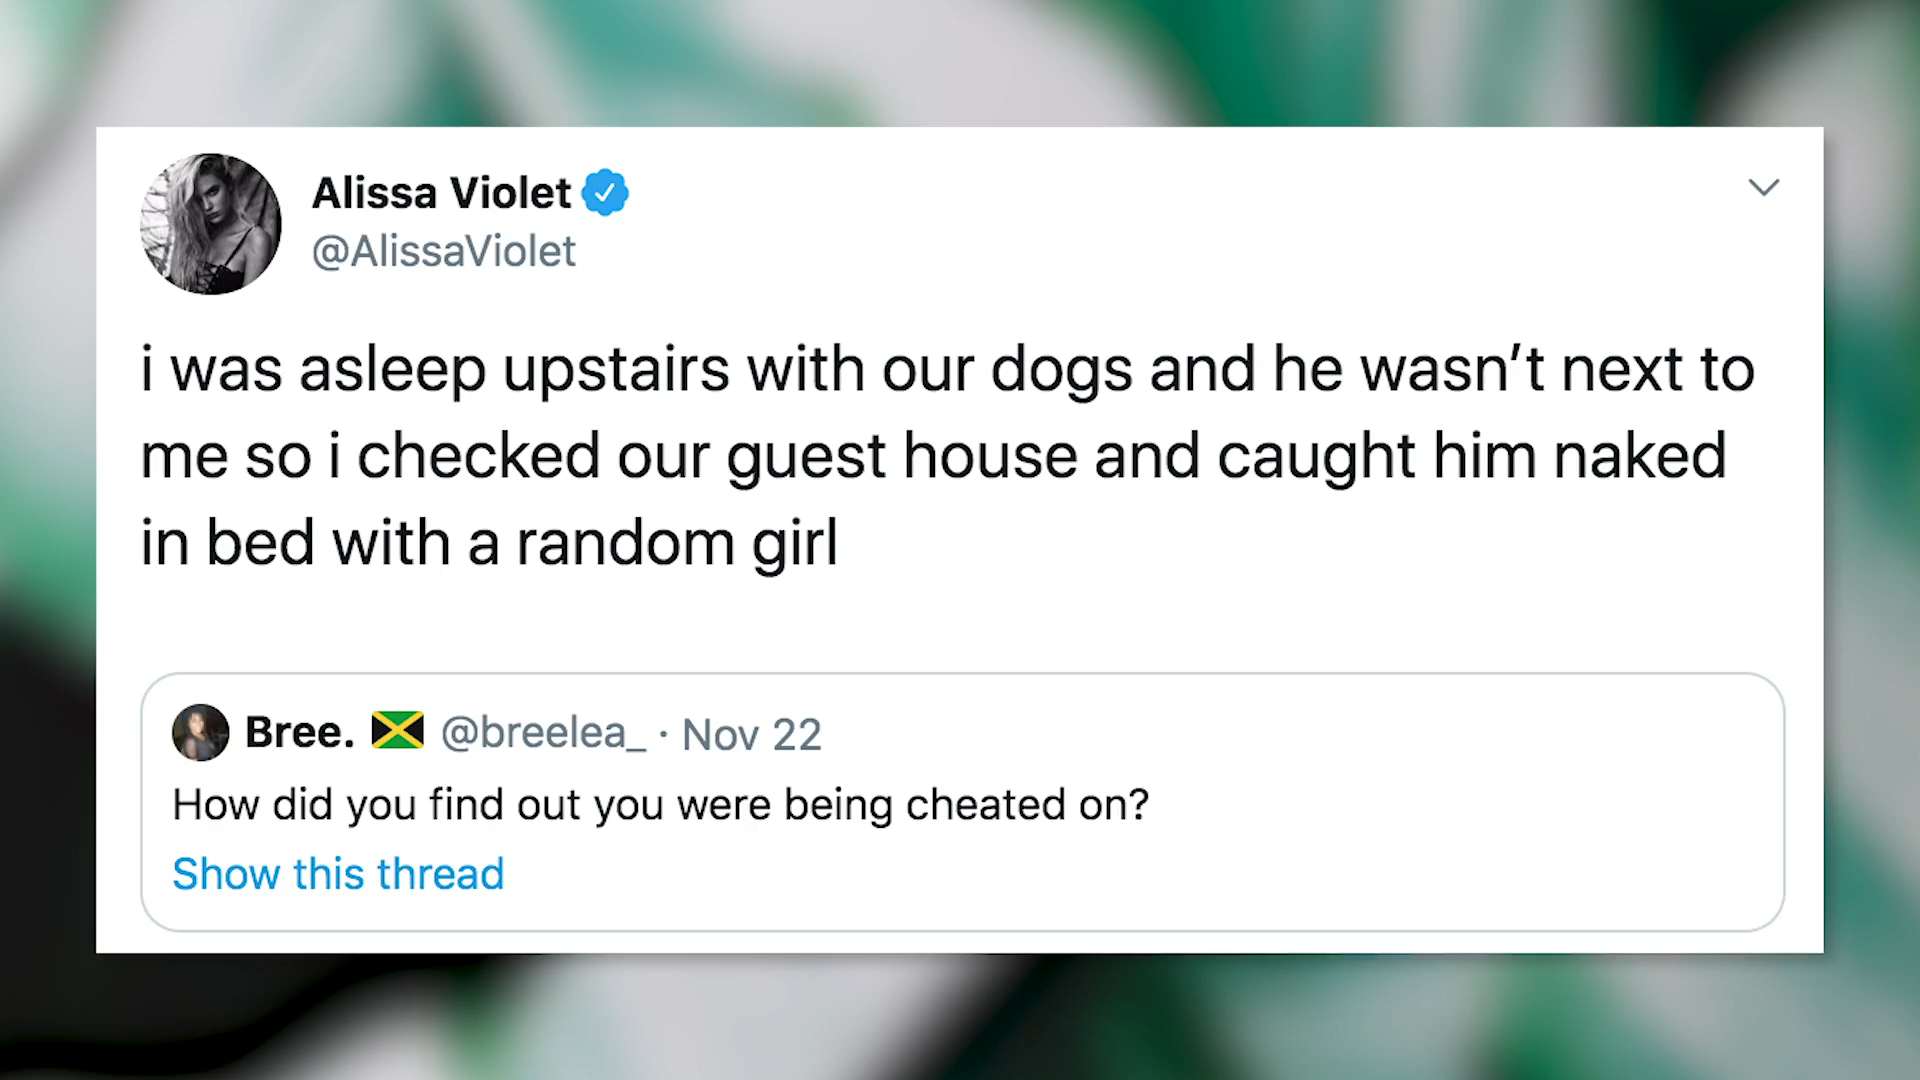 Alissa Violet
@AlissaViolet
i was asleep upstairs with our dogs and he wasn’t next to
me so i checked our guest house and caught him naked
in bed with a random girl
Bree. 🇯🇲 @breelea_ · Nov 22
How did you find out you were being cheated on?
Show this thread